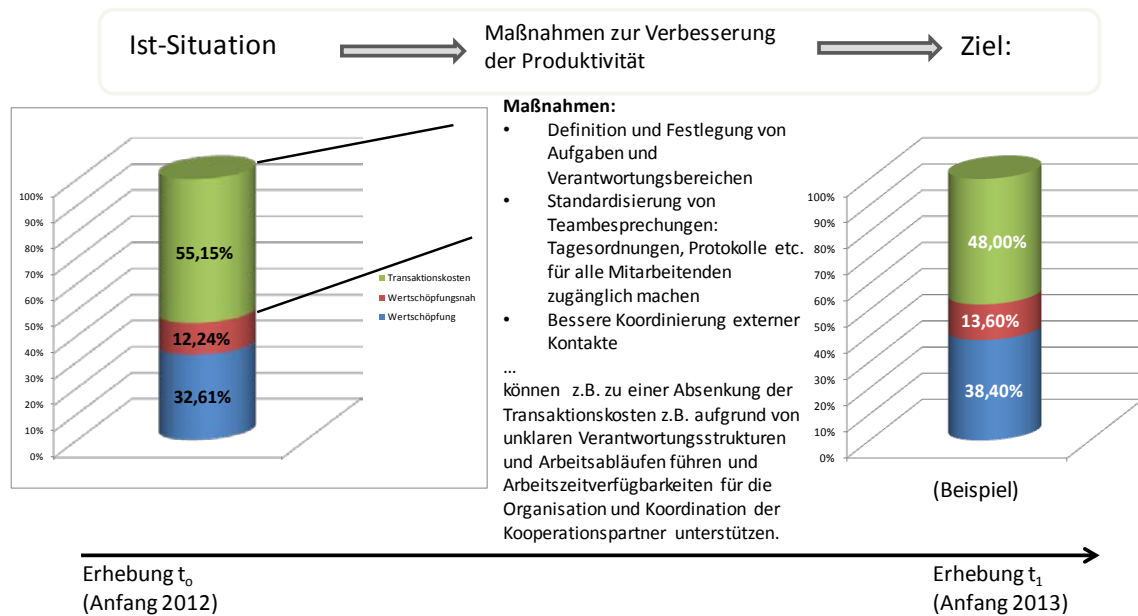 Ist-Situation
Maßnahmen zur Verbesserung
der Produktivität
Ziel:
100%
90%
80%
70%
60%
50%
40%
30%
20%
10%
0%
55,15%
12,24%
32,61%
Transaktionskosten
Wertschöpfungsnah
Wertschöpfung
Maßnahmen:
• Definition und Festlegung von
Aufgaben und
Verantwortungsbereichen
• Standardisierung von
Teambesprechungen:
Tagesordnungen, Protokolle etc.
für alle Mitarbeitenden
zugänglich machen
• Bessere Koordinierung externer
Kontakte
...
können z.B. zu einer Absenkung der
Transaktionskosten z.B. aufgrund von
unklaren Verantwortungsstrukturen
und Arbeitsabläufen führen und
Arbeitszeitverfügbarkeiten für die
Organisation und Koordination der
Kooperationspartner unterstützen.
100%
90%
80%
70%
60%
50%
40%
30%
20%
10%
0%
48,00%
13,60%
38,40%
(Beispiel)
Erhebung to
(Anfang 2012)
Erhebung t1
(Anfang 2013)